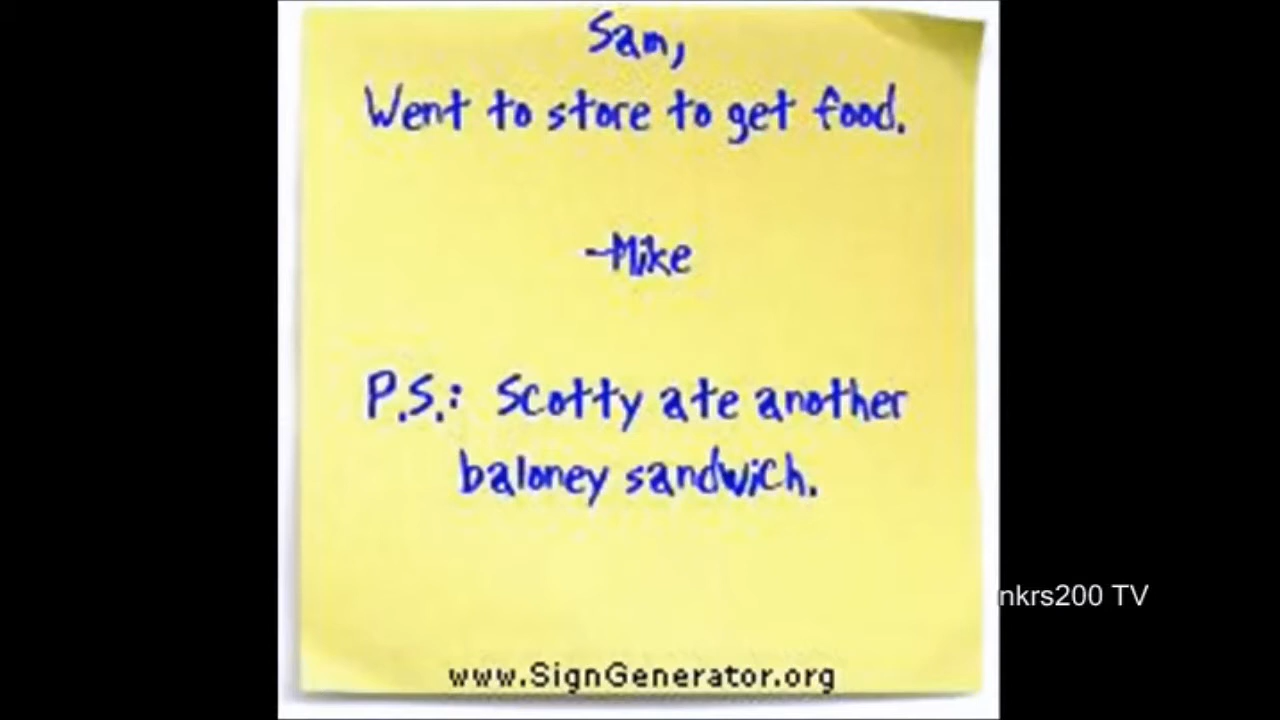 Sam,
Went to store to get food.
-Mike
P.S.: Scotty ate another
baloney sandwich.
nkrs200 TV
www.SignGenerator.org